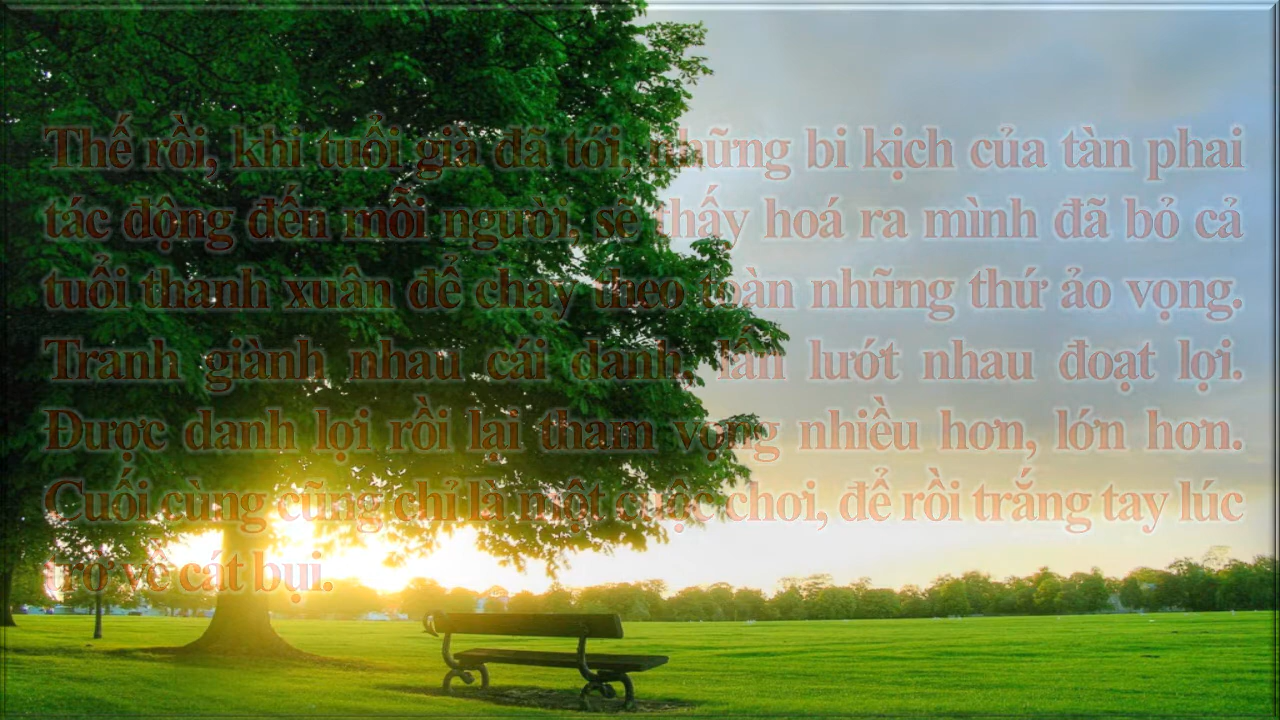 Thế rồi, khi tuổi già đã tới, những bi kịch của tàn phai
tác động đến mỗi người. sẽ thấy hoá ra mình đã bỏ cả
tuổi thanh xuân để chạy theo toàn những thứ ảo vọng.
Tranh giành nhau cái danh, lấn lướt nhau đoạt lợi.
Được danh lợi rồi lại tham vọng nhiều hơn, lớn hơn.
Cuối cùng cũng chỉ là một cuộc chơi, để rồi trắng tay lúc
trở về cát bụi.